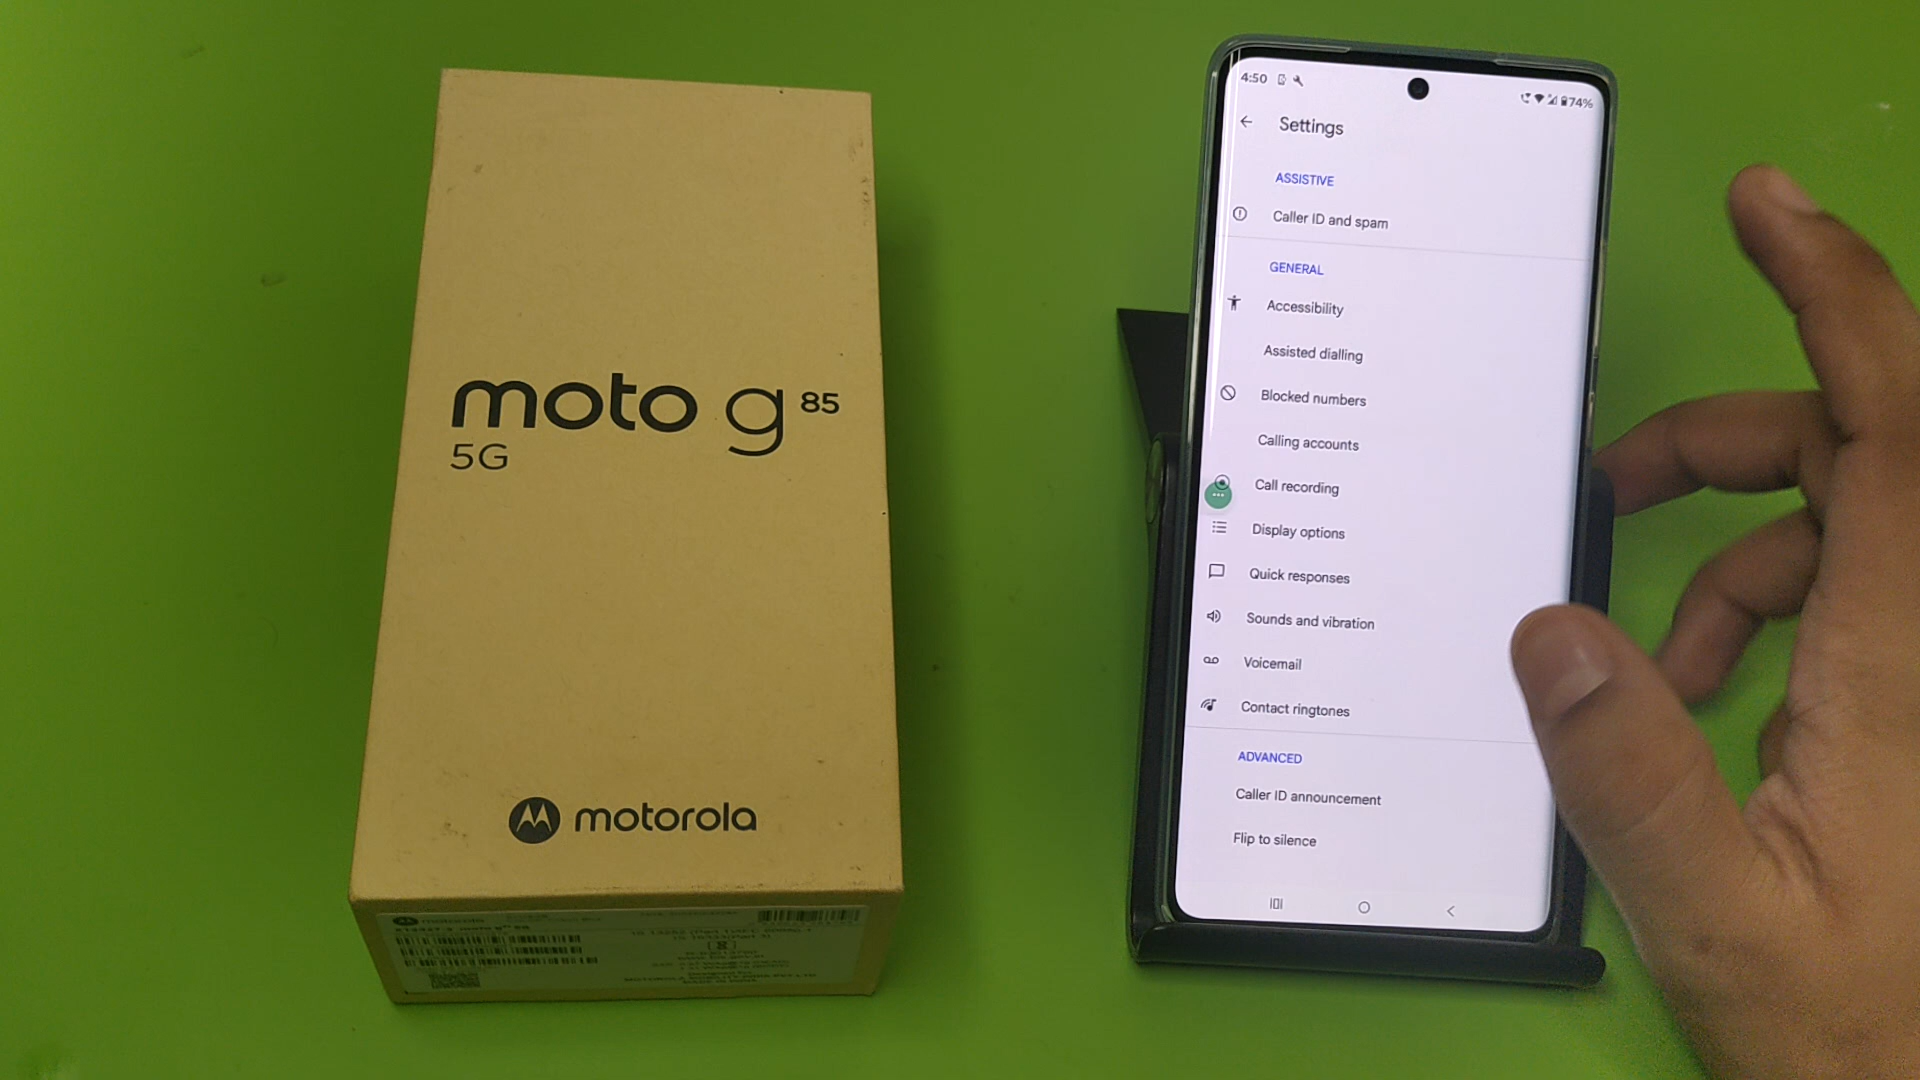 moto g 85
5G
motorola
motorola
4:50
74%
Settings
ASSISTIVE
Caller ID and spam
GENERAL
Accessibility
Assisted dialling
Blocked numbers
Calling accounts
Call recording
Display options
Quick responses
Sounds and vibration
Voicemail
Contact ringtones
ADVANCED
Caller ID announcement
Flip to silence